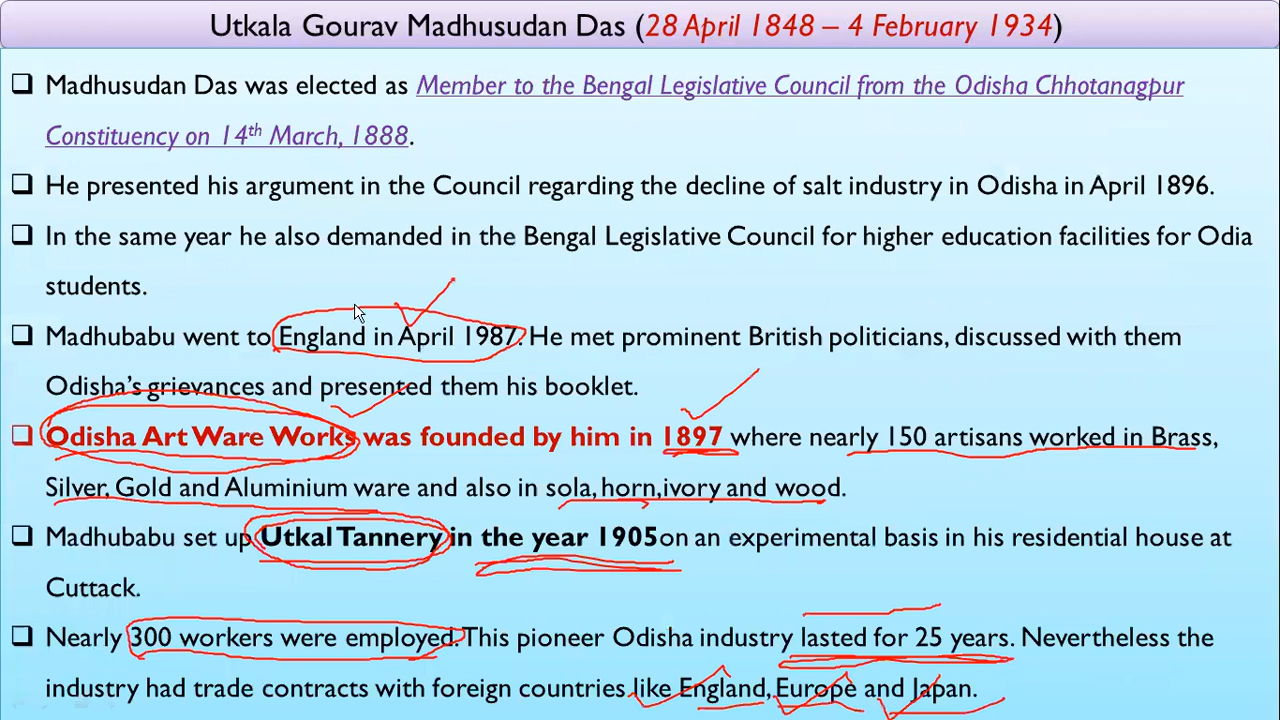 Utkala Gourav Madhusudan Das (28 April 1848 – 4 February 1934)
❑ Madhusudan Das was elected as Member to the Bengal Legislative Council from the Odisha Chhotanagpur
Constituency on 14th March, 1888.
❑ He presented his argument in the Council regarding the decline of salt industry in Odisha in April 1896.
❑ In the same year he also demanded in the Bengal Legislative Council for higher education facilities for Odia
students.
❑ Madhubabu went to England in April 1987. He met prominent British politicians, discussed with them
Odisha's grievances and presented them his booklet.
❑ Odisha Art Ware Works was founded by him in 1897 where nearly 150 artisans worked in Brass,
Silver, Gold and Aluminium ware and also in sola, horn,ivory and wood.
❑ Madhubabu set up Utkal Tannery in the year 1905on an experimental basis in his residential house at
Cuttack.
❑ Nearly 300 workers were employed. This pioneer Odisha industry lasted for 25 years. Nevertheless the
industry had trade contracts with foreign countries like England, Europe and Japan.